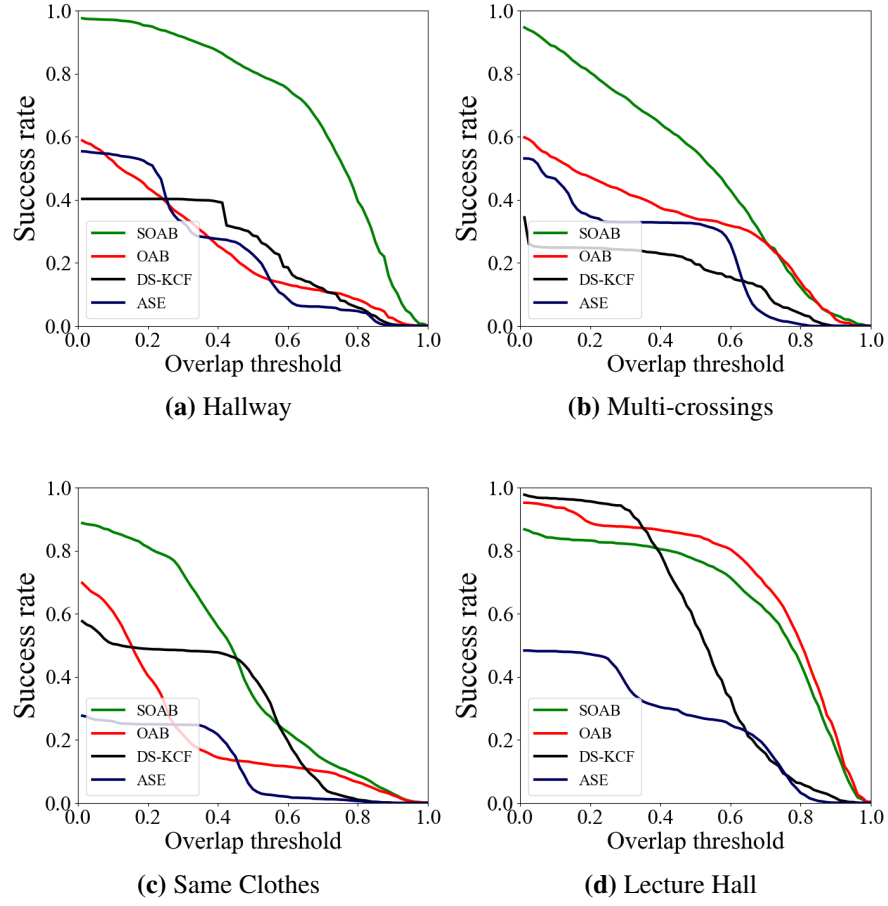 1.0
0.8
0.6
0.4
0.2
0.0
Success rate
SOAB
OAB
DS-KCF
ASE
0.2 0.4 0.6 0.8 1.0
Overlap threshold
(a) Hallway
1.0
0.8
0.6
0.4
0.2
0.0
Success rate
SOAB
OAB
DS-KCF
ASE
0.0 0.2 0.4 0.6 0.8 1.0
Overlap threshold
(b) Multi-crossings
1.0
0.8
0.6
0.4
0.2
0.0
Success rate
SOAB
OAB
DS-KCF
ASE
0.0 0.2 0.4 0.6 0.8 1.0
Overlap threshold
(c) Same Clothes
1.0
0.8
0.6
0.4
0.2
0.0
Success rate
SOAB
OAB
DS-KCF
ASE
0.0 0.2 0.4 0.6 0.8 1.0
Overlap threshold
(d) Lecture Hall